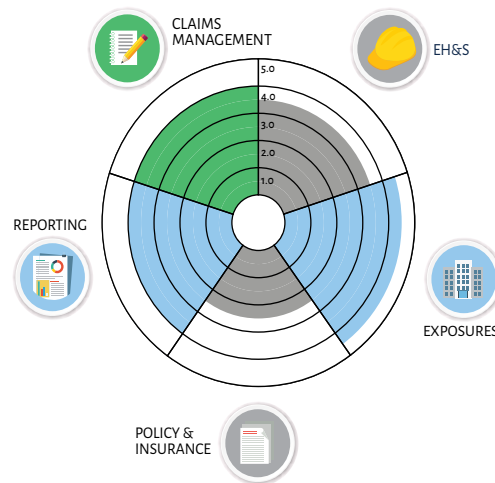 CLAIMS
MANAGEMENT
EH&S
5.0
4.0
3.0
2.0
1.0
REPORTING
EXPOSURES
POLICY &
INSURANCE